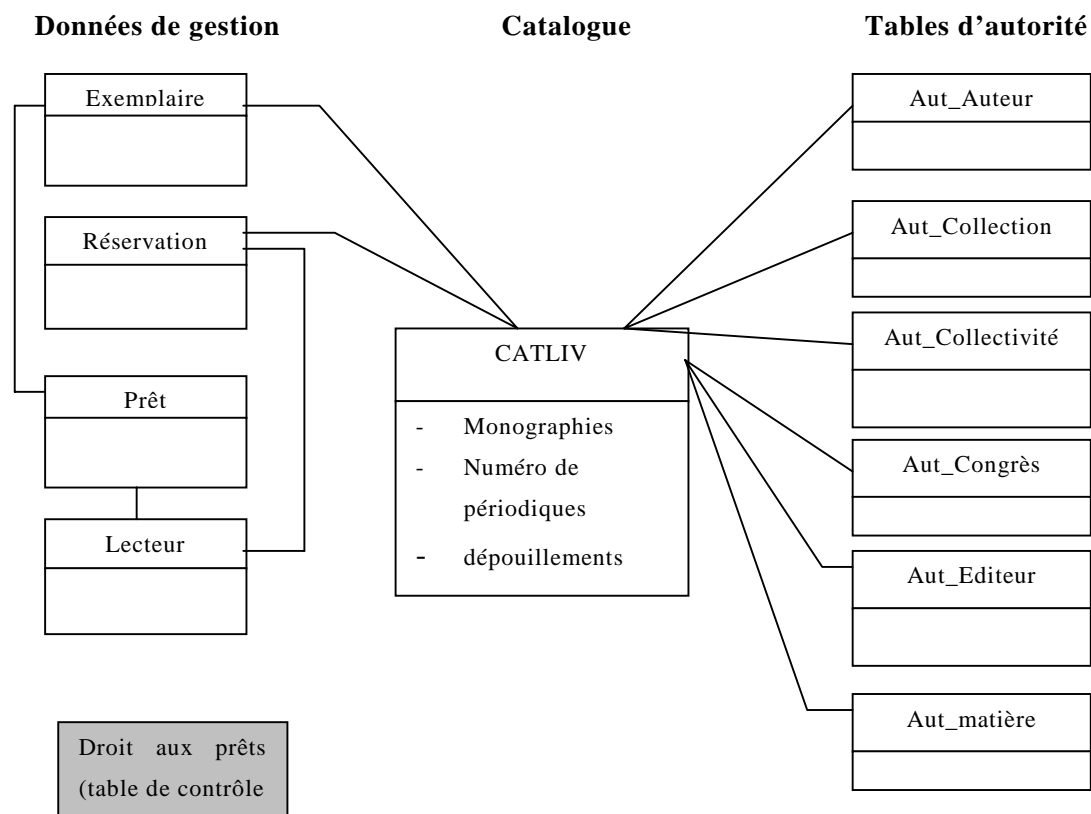 Données de gestion
Catalogue
Tables d'autorité
Exemplaire
Réservation
Prêt
Lecteur
Droit aux prêts
(table de contrôle
CATLIV
- Monographies
- Numéro de
périodiques
- dépouillements
Aut_Auteur
Aut_Collection
Aut_Collectivité
Aut_Congrès
Aut_Editeur
Aut_matière